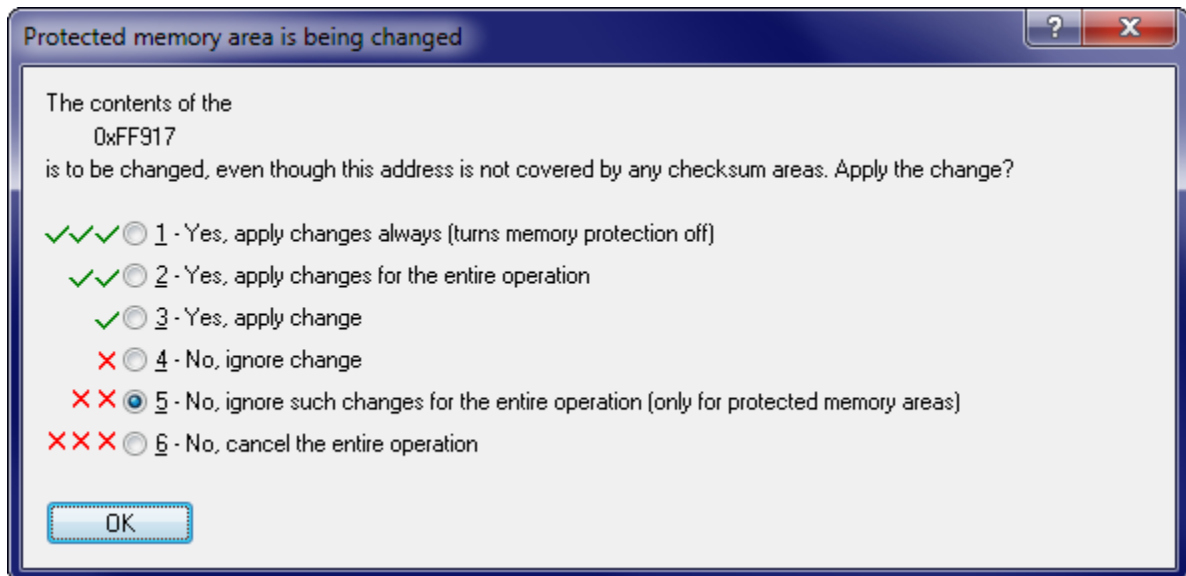 Protected memory area is being changed
The contents of the
0xFF917
is to be changed, even though this address is not covered by any checksum areas. Apply the change?
1 - Yes, apply changes always (turns memory protection off)
2 - Yes, apply changes for the entire operation
3 - Yes, apply change
4 - No, ignore change
5 - No, ignore such changes for the entire operation (only for protected memory areas)
6 - No, cancel the entire operation
OK